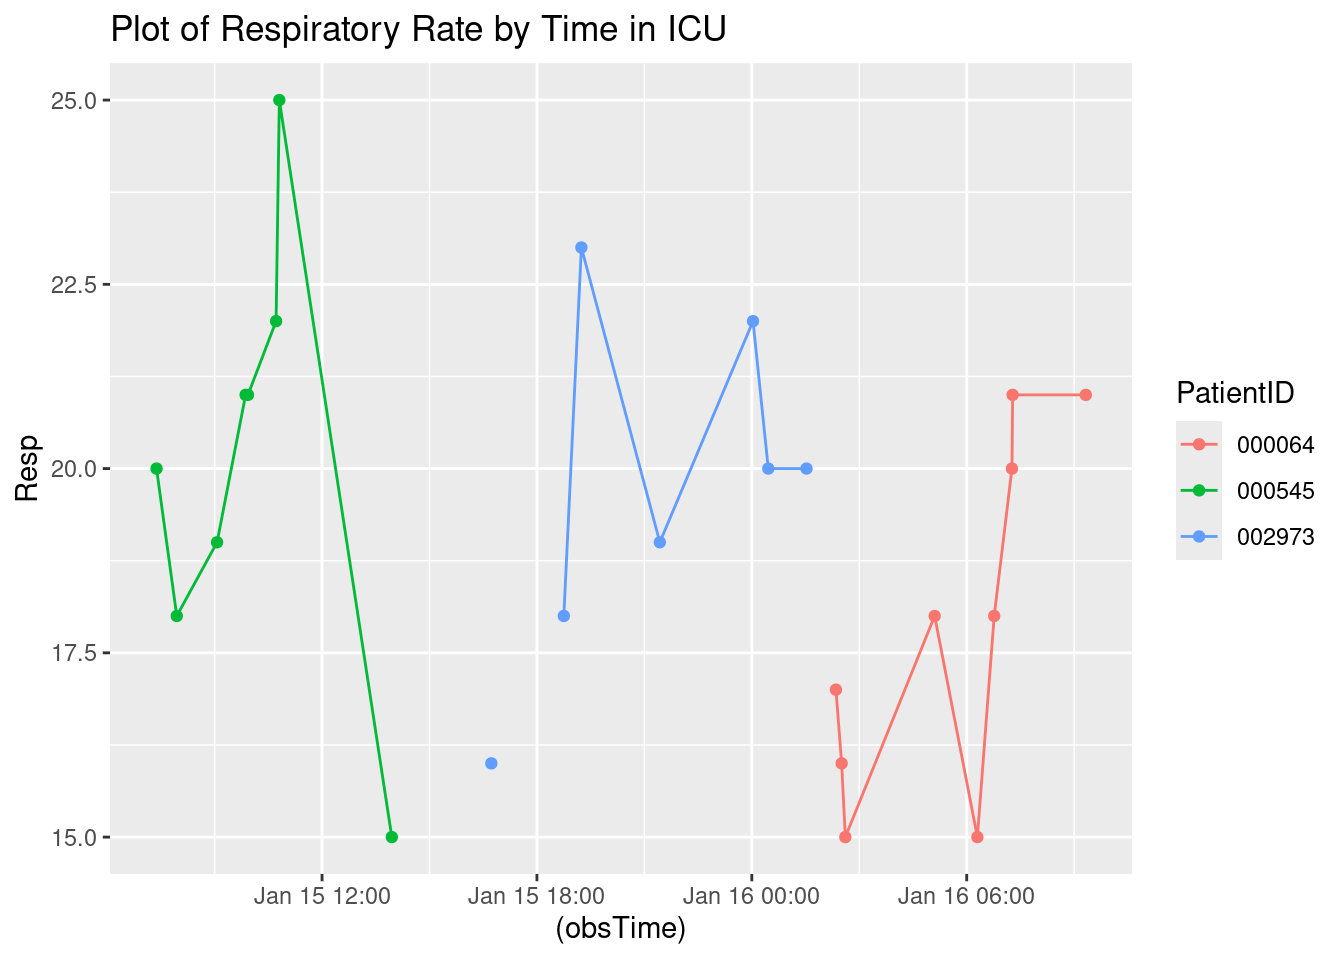 Plot of Respiratory Rate by Time in ICU
25.0
22.5
20.0
17.5
15.0
Resp
Jan 15 12:00 Jan 15 18:00 Jan 16 00:00 Jan 16 06:00
(obsTime)
PatientID
000064
000545
002973